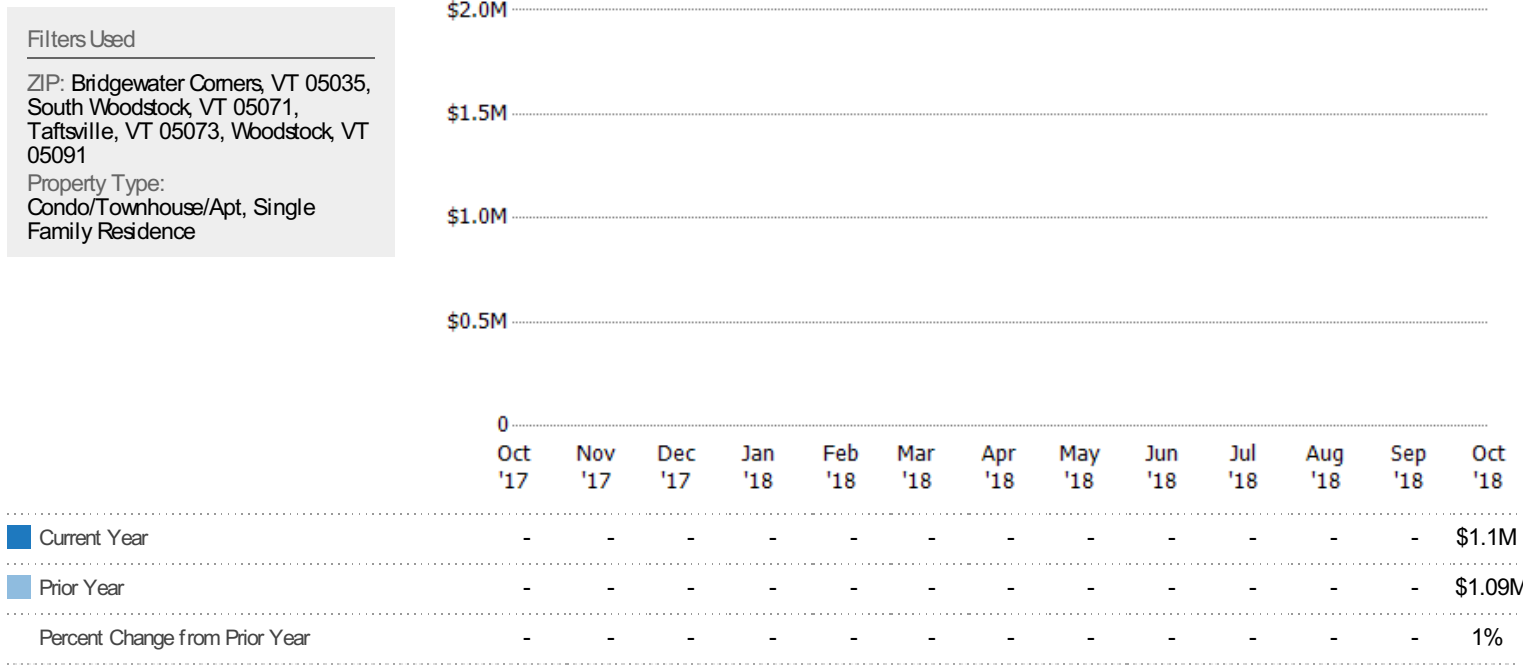 Filters Used
ZIP: Bridgewater Corners, VT 05035,
South Woodstock, VT 05071,
Taftsville, VT 05073, Woodstock, VT
05091
Property Type:
Condo/Townhouse/Apt, Single
Family Residence
$2.0M
$1.5M
$1.0M
$0.5M
0
Oct Nov Dec Jan Feb Mar Apr May Jun Jul Aug Sep Oct
'17 '17 '17 '18 '18 '18 '18 '18 '18 '18 '18 '18 '18
Current Year - - - - - - - - - - - - $1.1M
Prior Year - - - - - - - - - - - - $1.09M
Percent Change from Prior Year - - - - - - - - - - - - 1%